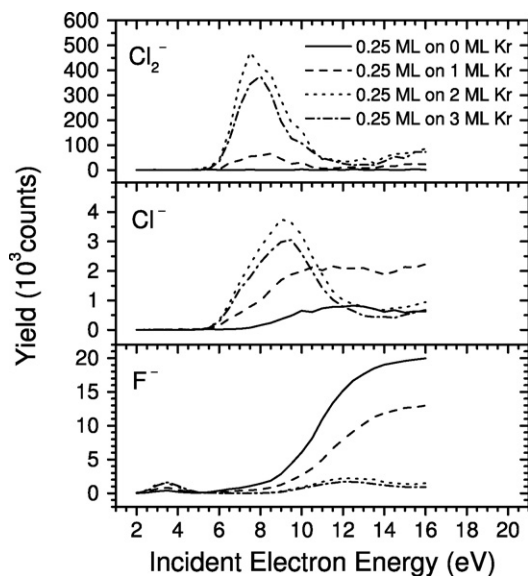 600
500
400
300
200
100
0
Cl₂⁻
0.25 ML on 0 ML Kr
0.25 ML on 1 ML Kr
0.25 ML on 2 ML Kr
0.25 ML on 3 ML Kr
4
3
2
1
0
Cl⁻
20
15
10
5
0
F⁻
Yield (10³counts)
2 4 6 8 10 12 14 16 18 20
Incident Electron Energy (eV)